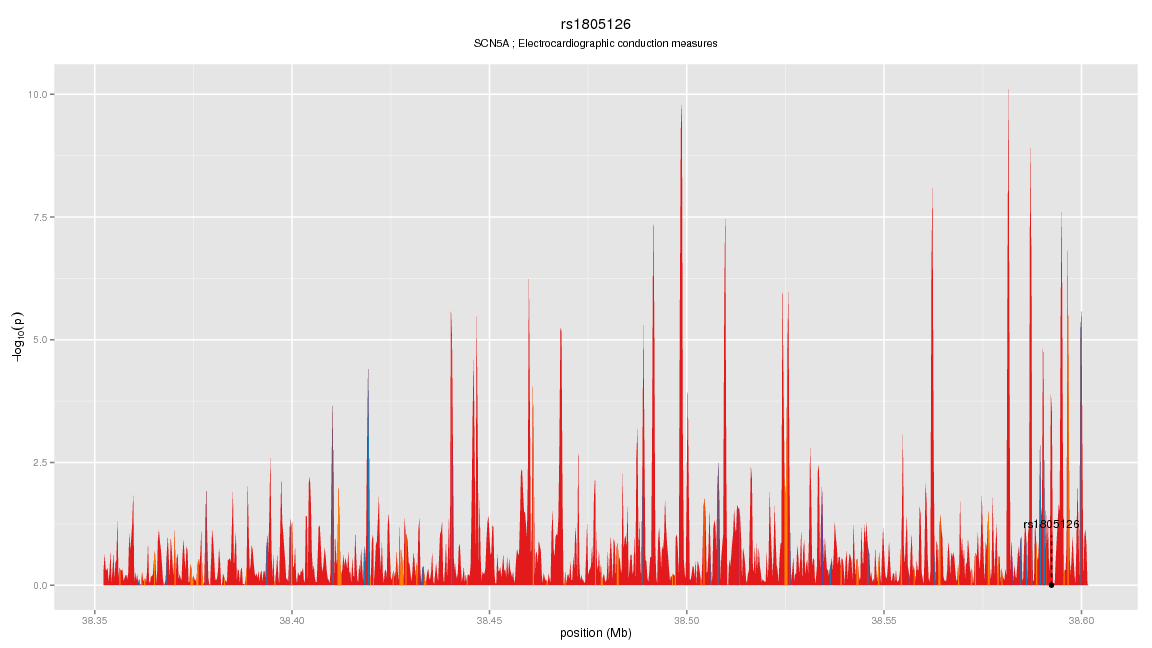 rs1805126
SCN5A ; Electrocardiographic conduction measures
−log10(p)
10.0
7.5
5.0
2.5
0.0
rs1805126
38.35 38.40 38.45 38.50 38.55 38.60
position (Mb)